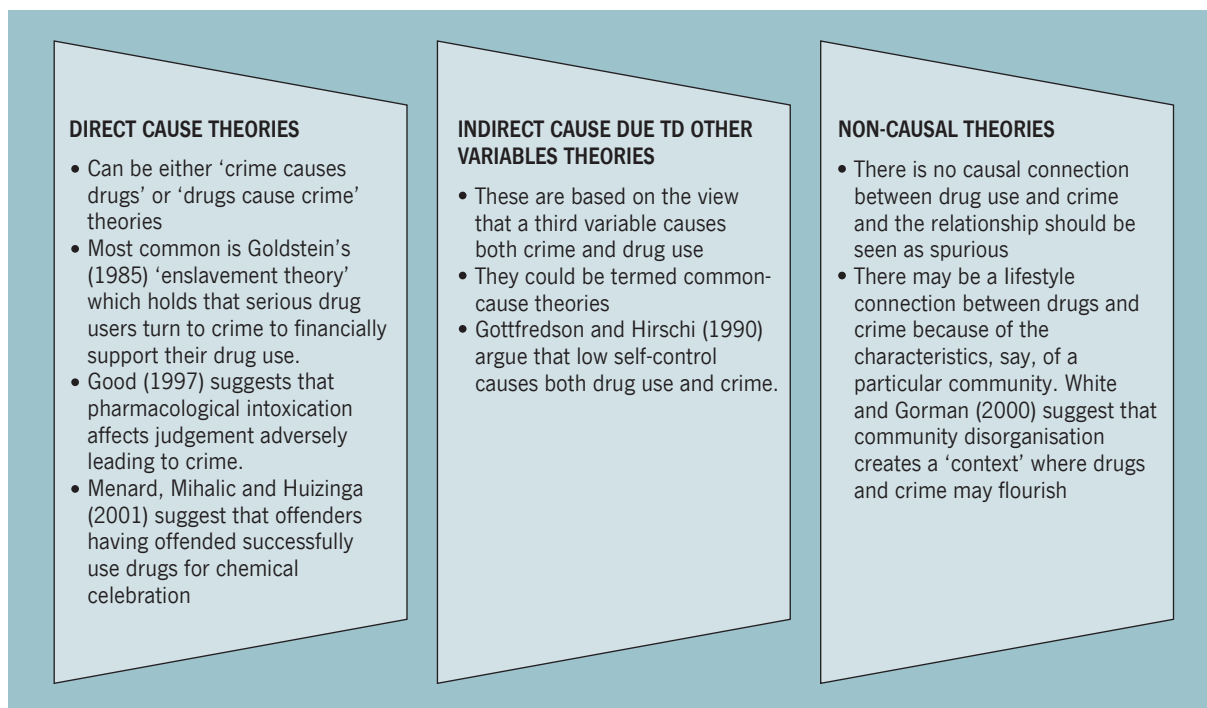 DIRECT CAUSE THEORIES
• Can be either ‘crime causes
drugs’ or ‘drugs cause crime’
theories
• Most common is Goldstein’s
(1985) ‘enslavement theory’
which holds that serious drug
users turn to crime to financially
support their drug use.
• Good (1997) suggests that
pharmacological intoxication
affects judgement adversely
leading to crime.
• Menard, Mihalic and Huizinga
(2001) suggest that offenders
having offended successfully
use drugs for chemical
celebration
INDIRECT CAUSE DUE TD OTHER
VARIABLES THEORIES
• These are based on the view
that a third variable causes
both crime and drug use
• They could be termed common-
cause theories
• Gottfredson and Hirschi (1990)
argue that low self-control
causes both drug use and crime.
NON-CAUSAL THEORIES
• There is no causal connection
between drug use and crime
and the relationship should be
seen as spurious
• There may be a lifestyle
connection between drugs and
crime because of the
characteristics, say, of a
particular community. White
and Gorman (2000) suggest that
community disorganisation
creates a ‘context’ where drugs
and crime may flourish